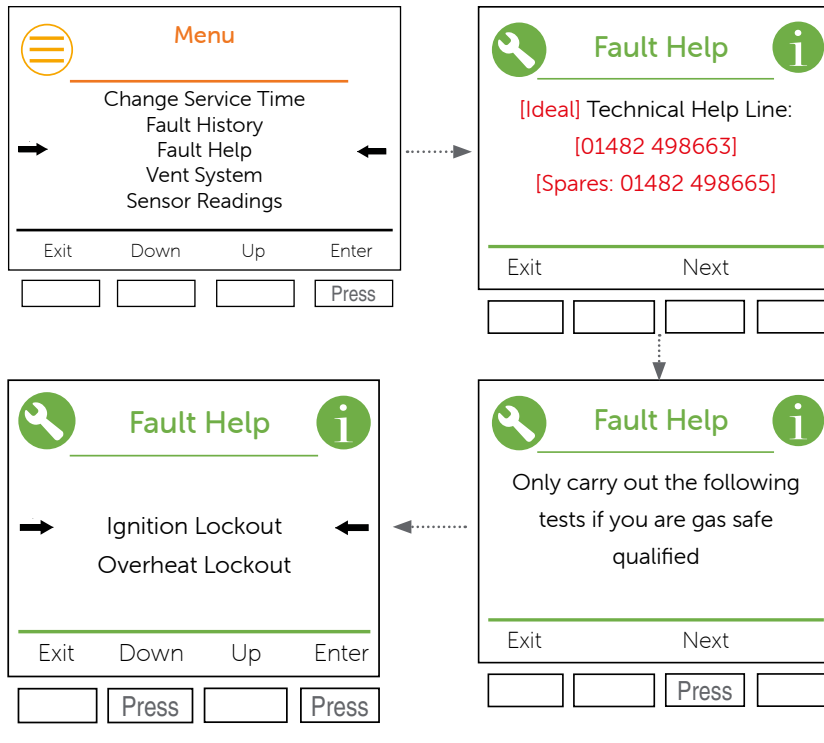 Menu
Change Service Time
Fault History
Fault Help
Vent System
Sensor Readings
Exit Down Up Enter
Press
Fault Help
i
[Ideal] Technical Help Line:
[01482 498663]
[Spares: 01482 498665]
Exit Next
Fault Help
i
Only carry out the following
tests if you are gas safe
qualified
Exit Next
Press
Fault Help
i
Ignition Lockout
Overheat Lockout
Exit Down Up Enter
Press Press